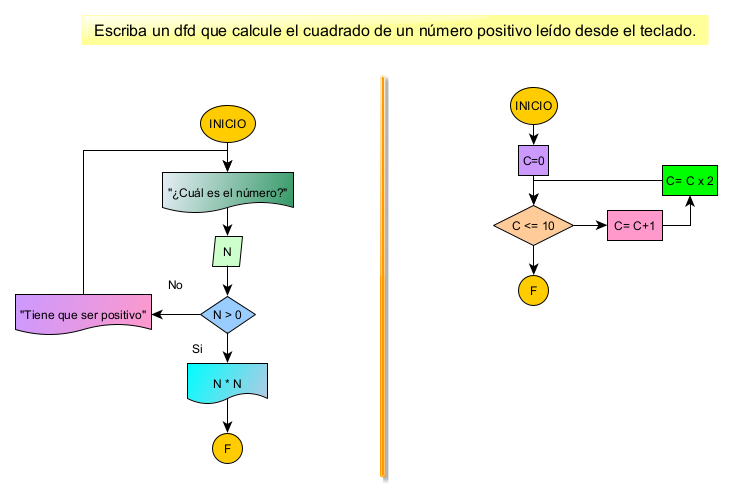 Escriba un dfd que calcule el cuadrado de un número positivo leído desde el teclado.
INICIO
"¿Cuál es el número?"
N
No
N > 0
"Tiene que ser positivo"
Si
N * N
F
INICIO
C=0
C= C x 2
C <= 10
C= C+1
F